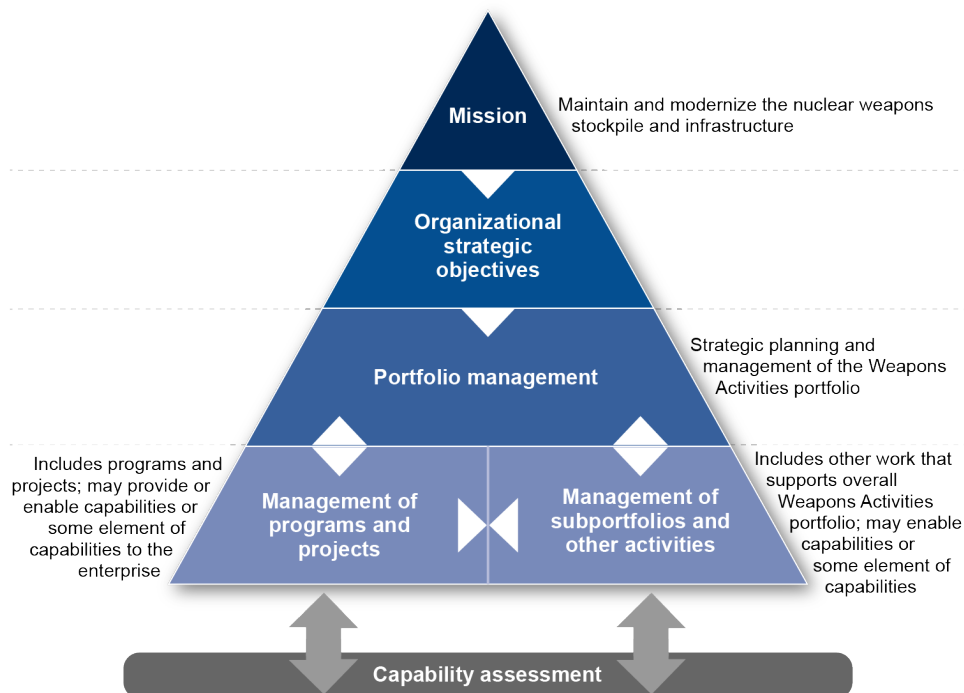 Mission
Maintain and modernize the nuclear weapons
stockpile and infrastructure
Organizational
strategic
objectives
Portfolio management
Strategic planning and
management of the Weapons
Activities portfolio
Includes programs and
projects; may provide or
enable capabilities or
some element of
capabilities to the
enterprise
Management of
programs and
projects
Management of
subportfolios and
other activities
Includes other work that
supports overall
Weapons Activities
portfolio; may enable
capabilities or
some element of
capabilities
Capability assessment